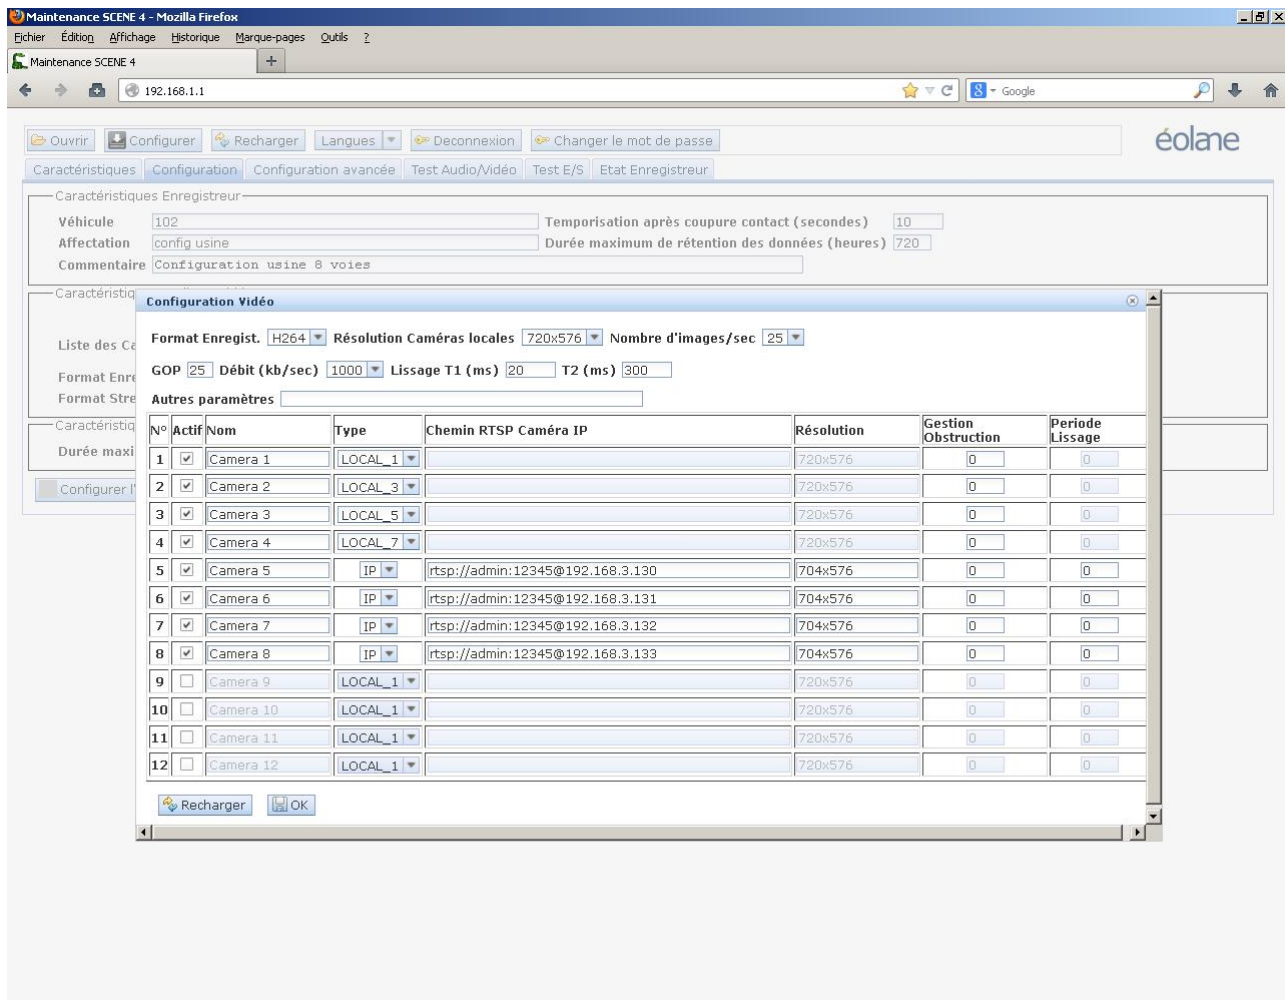 Maintenance SCENE 4 - Mozilla Firefox
Fichier Édition Affichage Historique Marque-pages Outils ?
Maintenance SCENE 4 +
192.168.1.1 Google
Ouvrir Configurer Recharger Langues Deconnexion Changer le mot de passe éolane
Caractéristiques Configuration Configuration avancée Test Audio/Vidéo Test E/S Etat Enregistreur
Caractéristiques Enregistreur
Véhicule 102 Temporisation après coupure contact (secondes) 10
Affectation config usine Durée maximum de rétention des données (heures) 720
Commentaire Configuration usine 8 voies
Caractéristiq
Configuration Vidéo
Format Enregist. H264 Résolution Caméras locales 720x576 Nombre d'images/sec 25
Liste des Ca
GOP 25 Débit (kb/sec) 1000 Lissage T1 (ms) 20 T2 (ms) 300
Format Enre
Format Stre
Autres paramètres
Caractéristiq
N° Actif Nom Type Chemin RTSP Caméra IP Résolution Gestion Obstruction Periode Lissage
Durée maxi
1 Camera 1 LOCAL_1 720x576 0 0
2 Camera 2 LOCAL_3 720x576 0 0
Configurer l'
3 Camera 3 LOCAL_5 720x576 0 0
4 Camera 4 LOCAL_7 720x576 0 0
5 Camera 5 IP rtsp://admin:12345@192.168.3.130 704x576 0 0
6 Camera 6 IP rtsp://admin:12345@192.168.3.131 704x576 0 0
7 Camera 7 IP rtsp://admin:12345@192.168.3.132 704x576 0 0
8 Camera 8 IP rtsp://admin:12345@192.168.3.133 704x576 0 0
9 Camera 9 LOCAL_1 720x576 0 0
10 Camera 10 LOCAL_1 720x576 0 0
11 Camera 11 LOCAL_1 720x576 0 0
12 Camera 12 LOCAL_1 720x576 0 0
Recharger OK